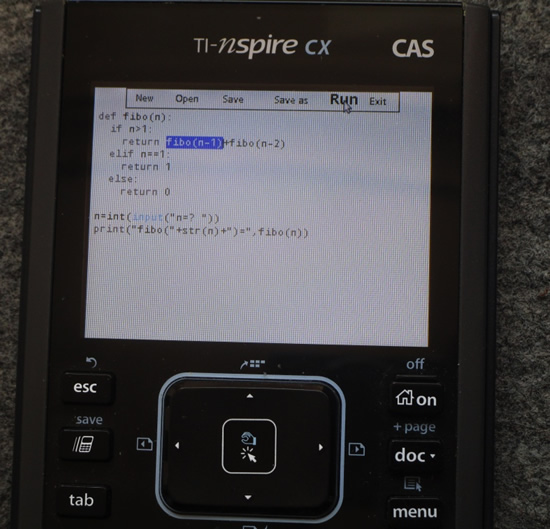 TI-nspire CX CAS
New Open Save Save as Run Exit
def fibo(n):
if n>1:
return fibo(n-1)+fibo(n-2)
elif n==1:
return 1
else:
return 0
n=int(input("n=? "))
print("fibo("+str(n)+")=",fibo(n))
off
esc
on
save
+ page
doc
tab
menu